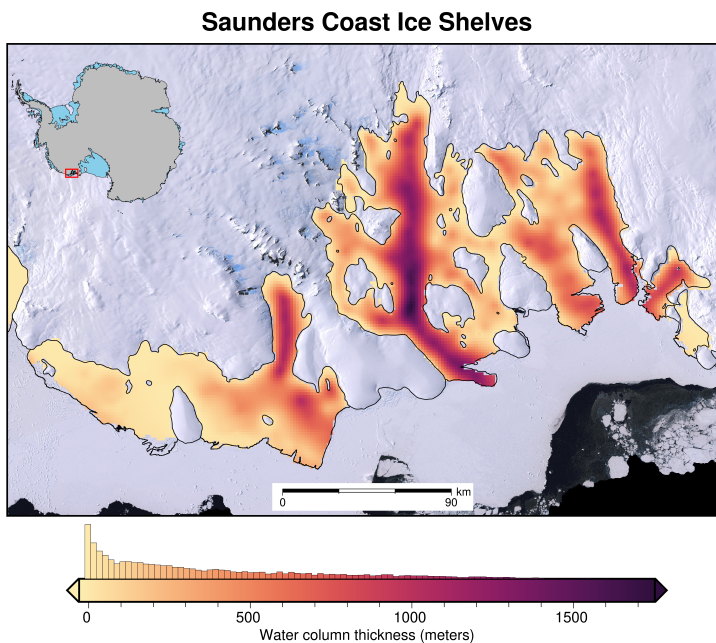 Saunders Coast Ice Shelves
km
0 90
0 500 1000 1500
Water column thickness (meters)